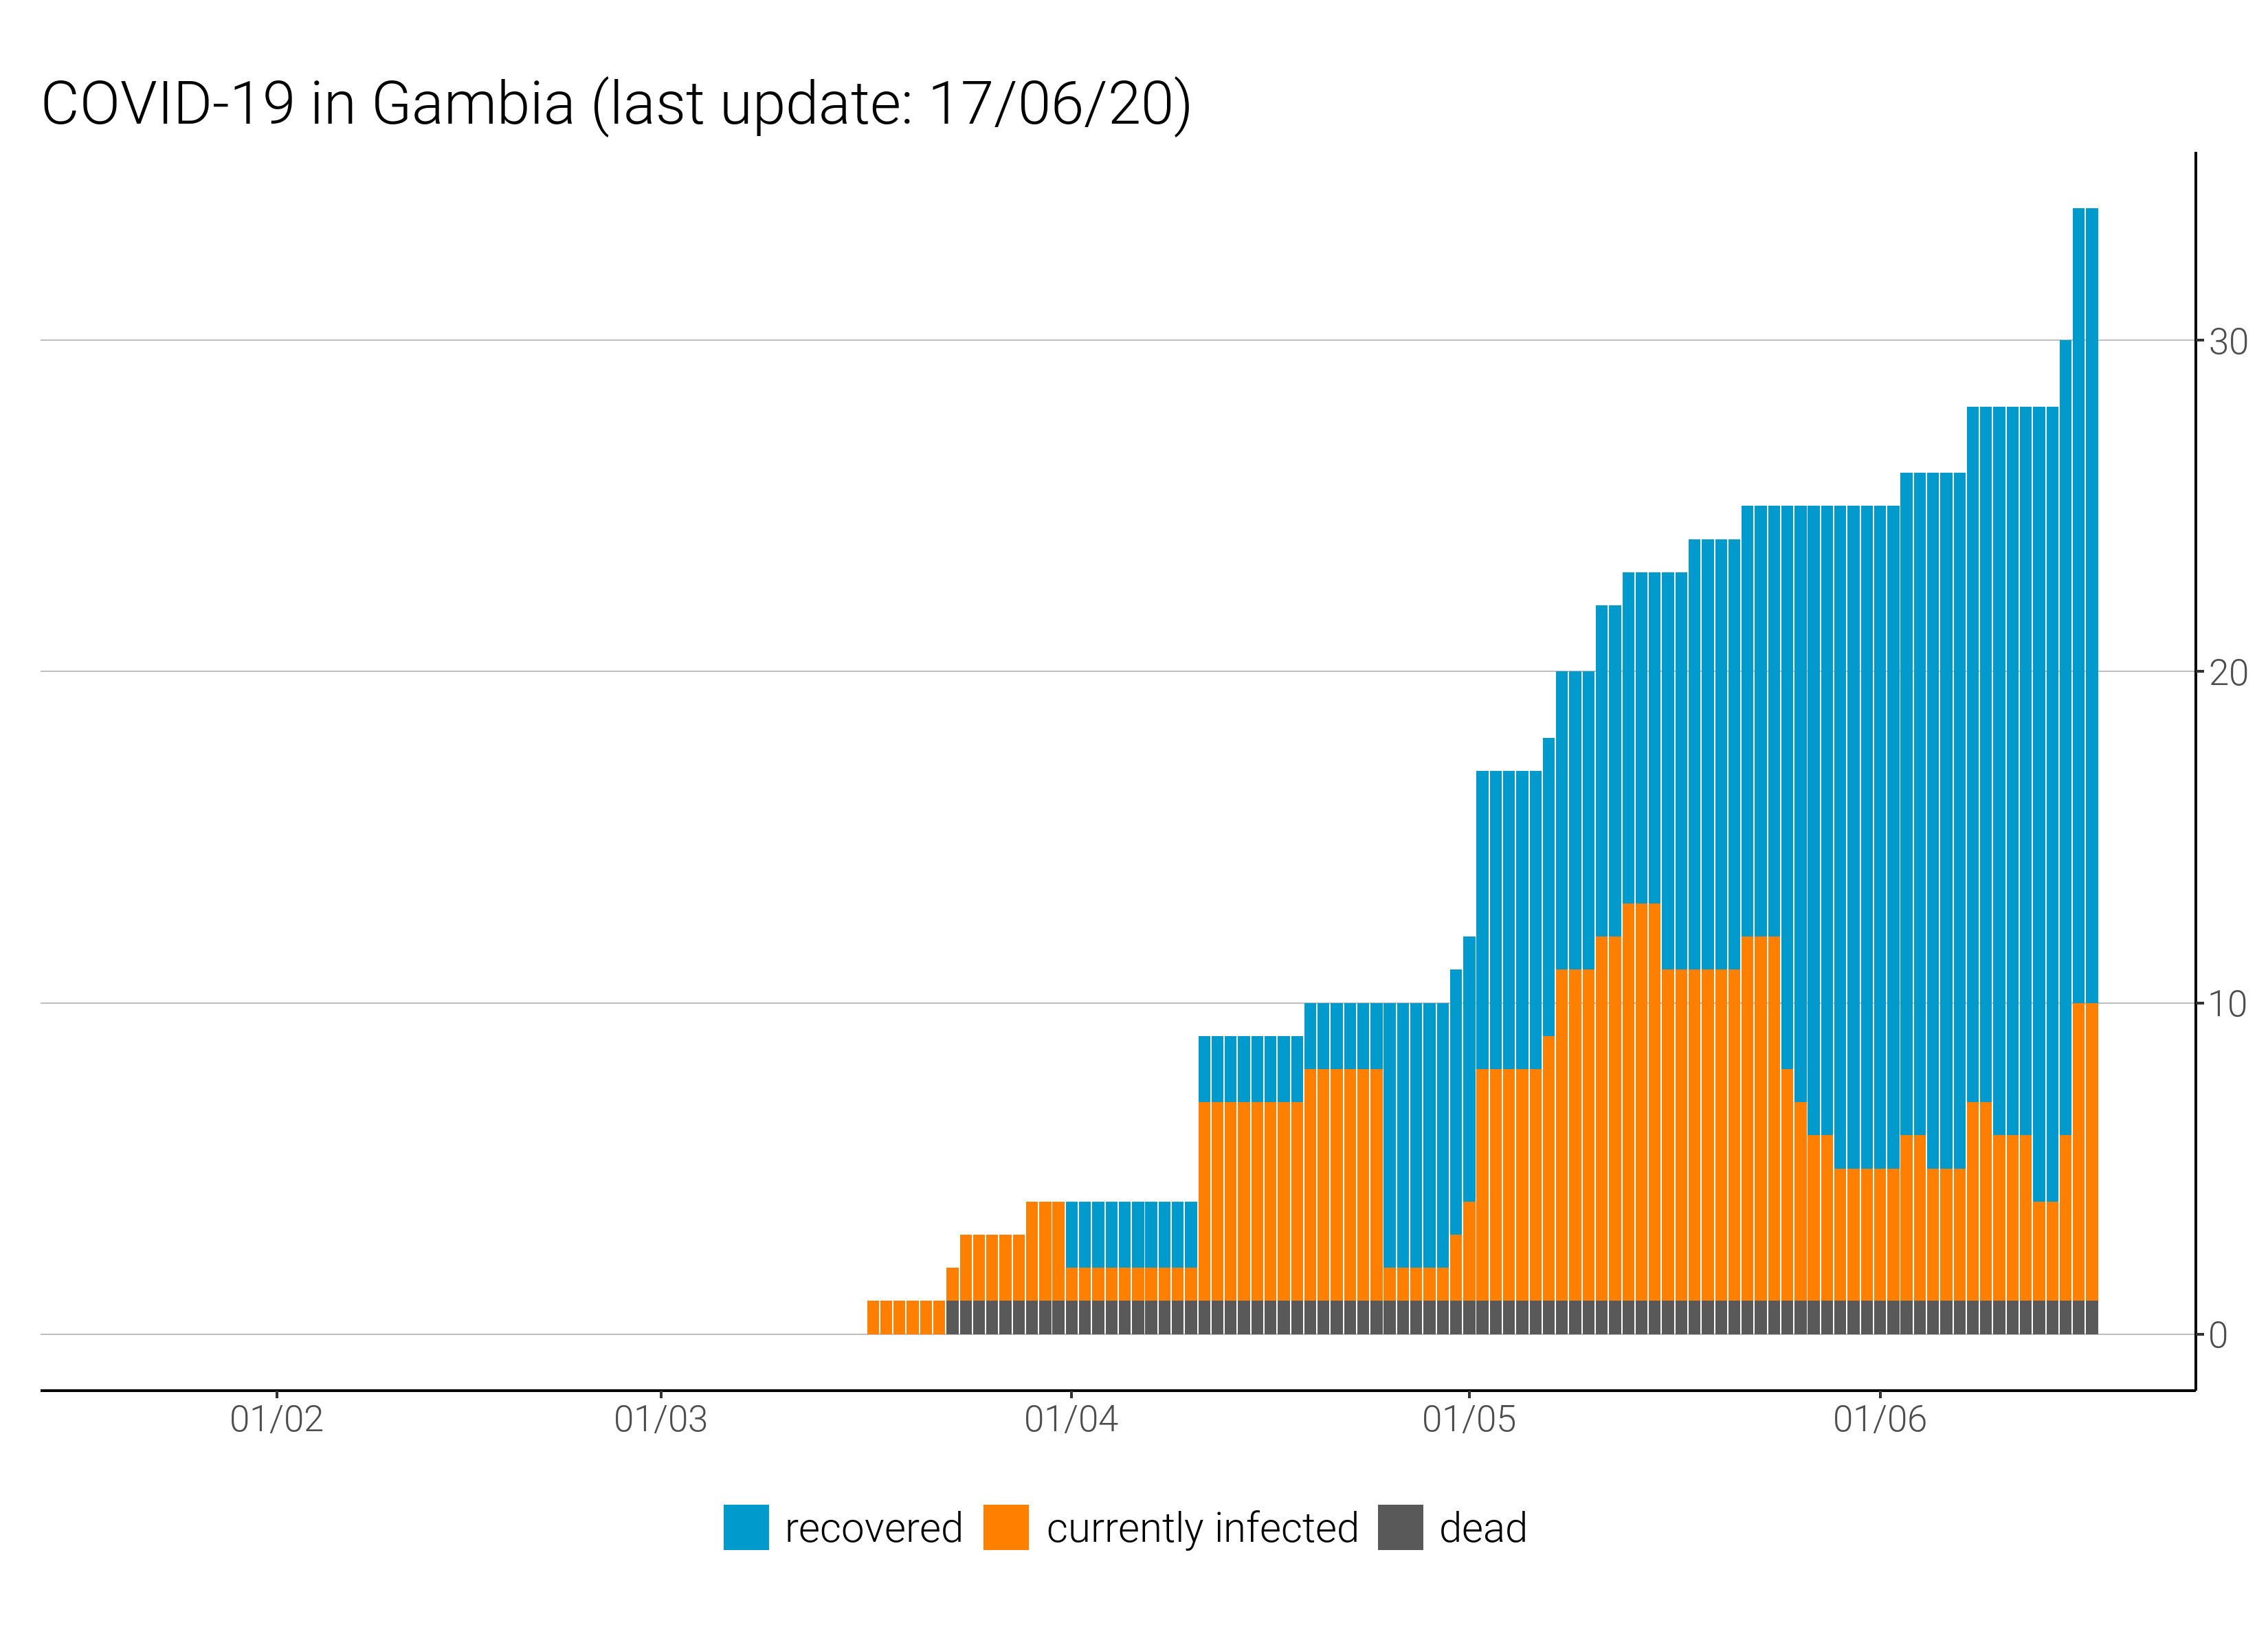 COVID-19 in Gambia (last update: 17/06/20)
30
20
10
0
01/02 01/03 01/04 01/05 01/06
recovered currently infected dead